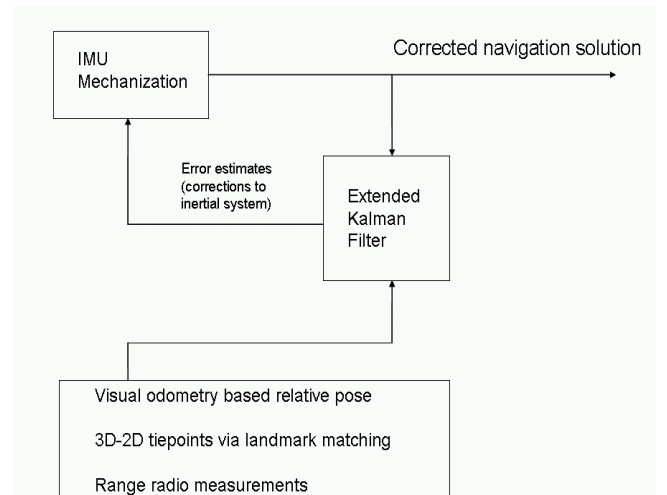 Corrected navigation solution
IMU
Mechanization
Error estimates
(corrections to
inertial system)
Extended
Kalman
Filter
Visual odometry based relative pose
3D-2D tiepoints via landmark matching
Range radio measurements